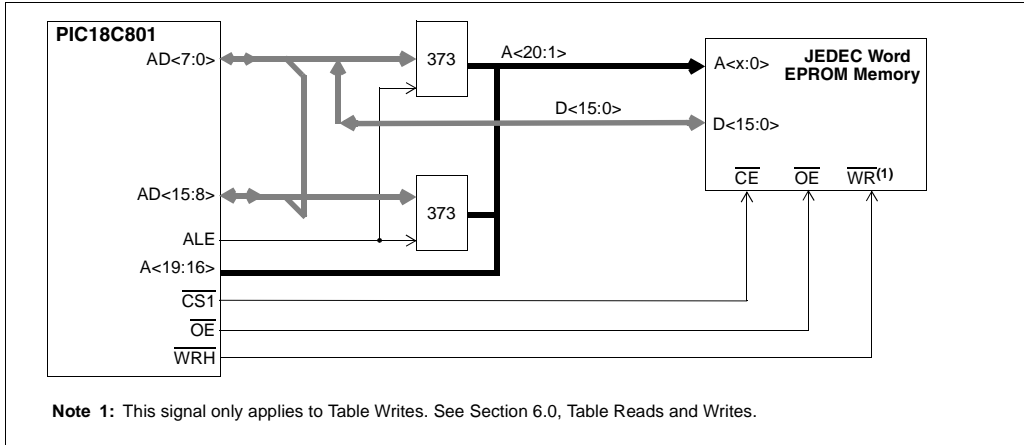 PIC18C801
AD<7:0>
373
A<20:1>
JEDEC Word
EPROM Memory
A<x:0>
D<15:0>
D<15:0>
CE OE WR(1)
AD<15:8>
373
ALE
A<19:16>
CS1
OE
WRH
Note 1: This signal only applies to Table Writes. See Section 6.0, Table Reads and Writes.